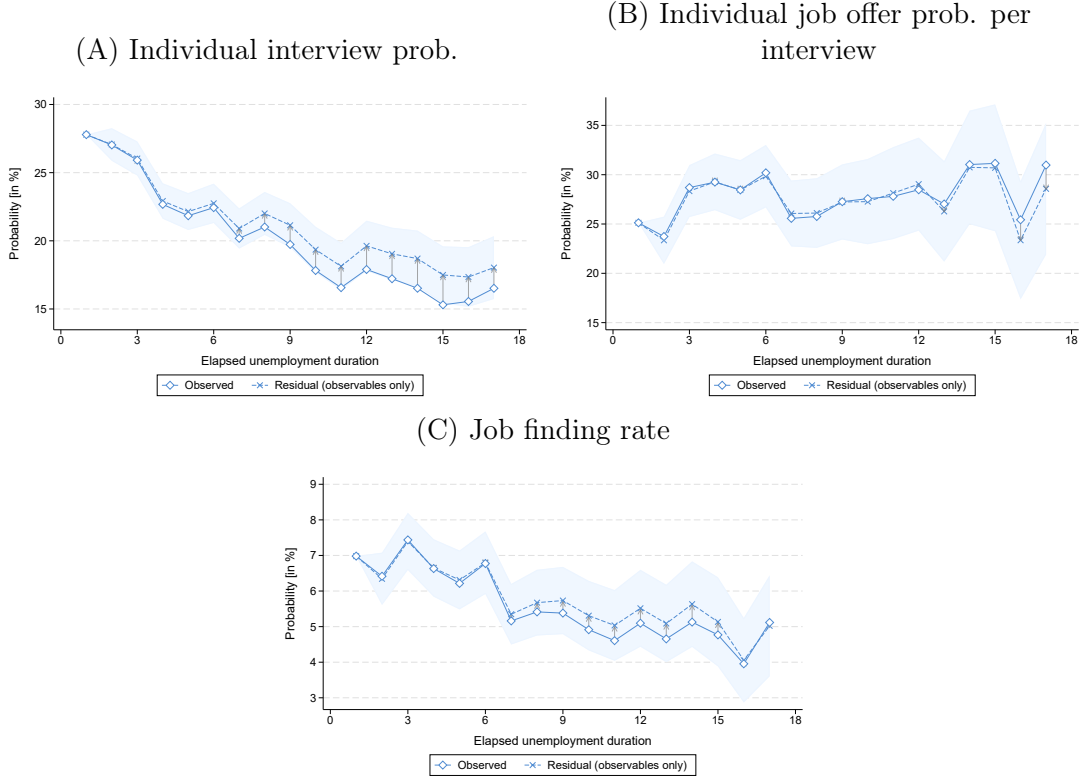 (A) Individual interview prob.
(B) Individual job offer prob. per
interview
Probability [in %]
30
25
20
15
0 3 6 9 12 15 18
Elapsed unemployment duration
Observed Residual (observables only)
Probability [in %]
35
30
25
20
15
0 3 6 9 12 15 18
Elapsed unemployment duration
Observed Residual (observables only)
(C) Job finding rate
Probability [in %]
9
8
7
6
5
4
3
0 3 6 9 12 15 18
Elapsed unemployment duration
Observed Residual (observables only)